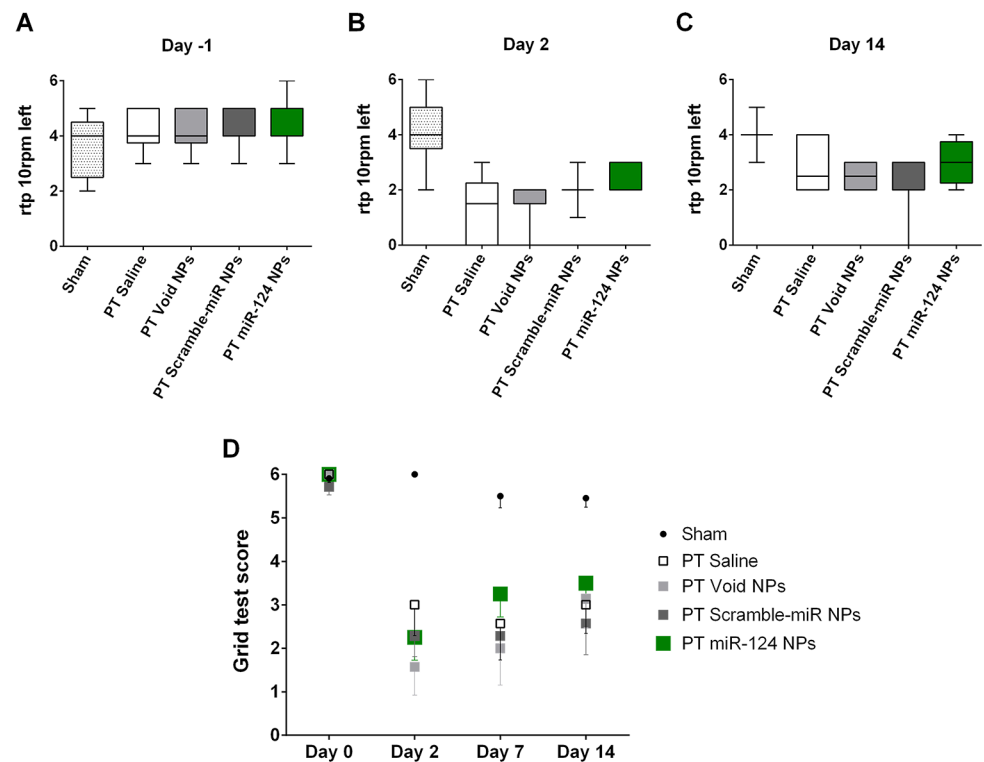 A
Day -1
rtp 10rpm left
6
4
2
0
Sham
PT Saline
PT Void NPs
PT Scramble-miR NPs
PT miR-124 NPs
B
Day 2
rtp 10rpm left
6
4
2
0
Sham
PT Saline
PT Void NPs
PT Scramble-miR NPs
PT miR-124 NPs
C
Day 14
rtp 10rpm left
6
4
2
0
Sham
PT Saline
PT Void NPs
PT Scramble-miR NPs
PT miR-124 NPs
D
Grid test score
6
5
4
3
2
1
0
Day 0
Day 2
Day 7
Day 14
Sham
PT Saline
PT Void NPs
PT Scramble-miR NPs
PT miR-124 NPs